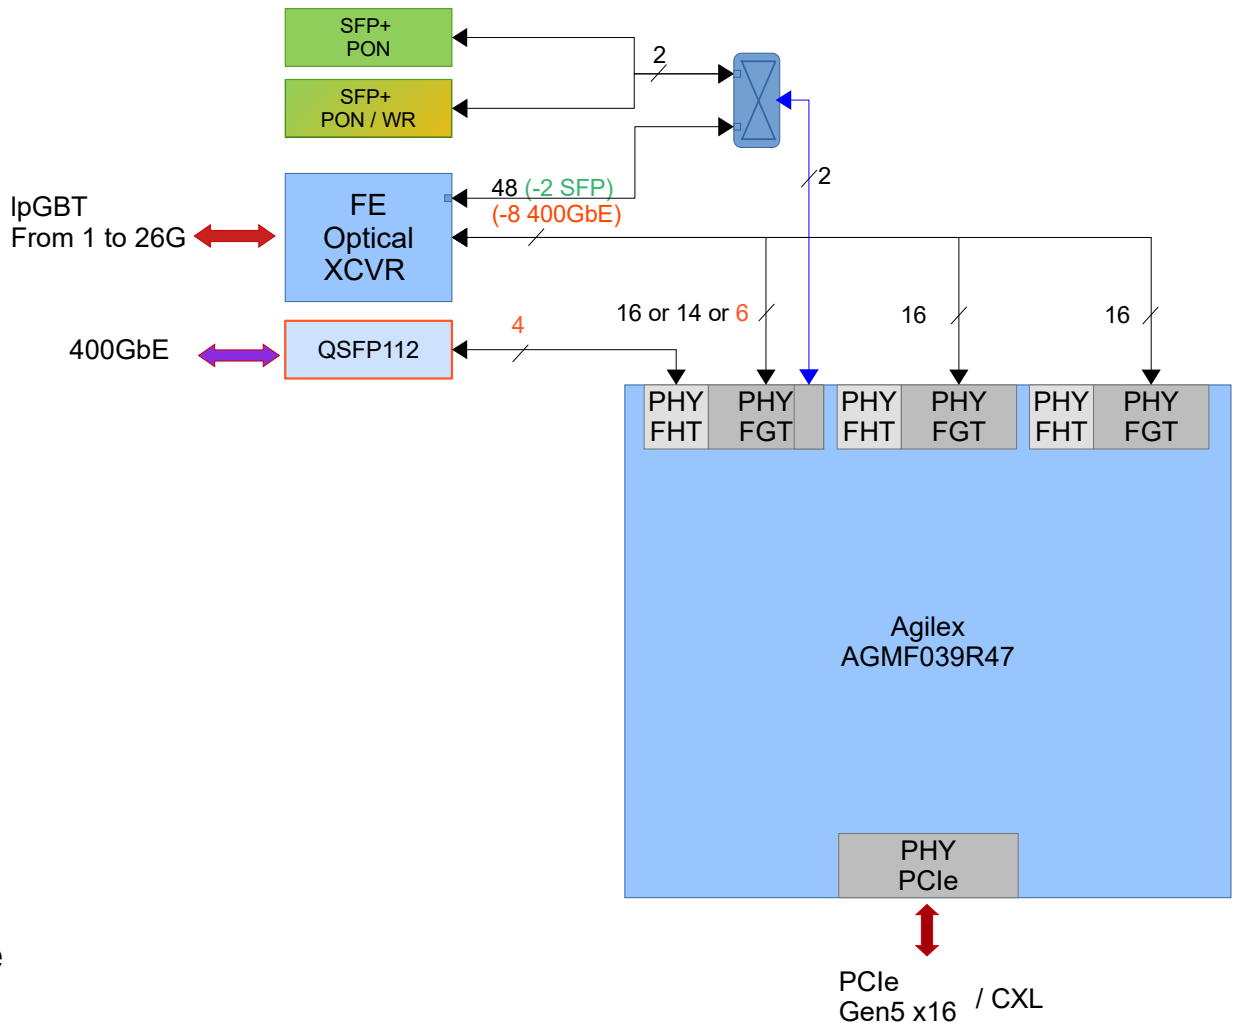 SFP+
PON
2
SFP+
PON / WR
2
48 (-2 SFP)
(-8 400GbE)
FE
Optical
XCVR
lpGBT
From 1 to 26G
16 or 14 or 6
16
16
4
QSFP112
400GbE
PHY
FHT
PHY
FGT
PHY
FHT
PHY
FGT
PHY
FHT
PHY
FGT
Agilex
AGMF039R47
PHY
PCIe
e
PCIe
Gen5 x16 / CXL